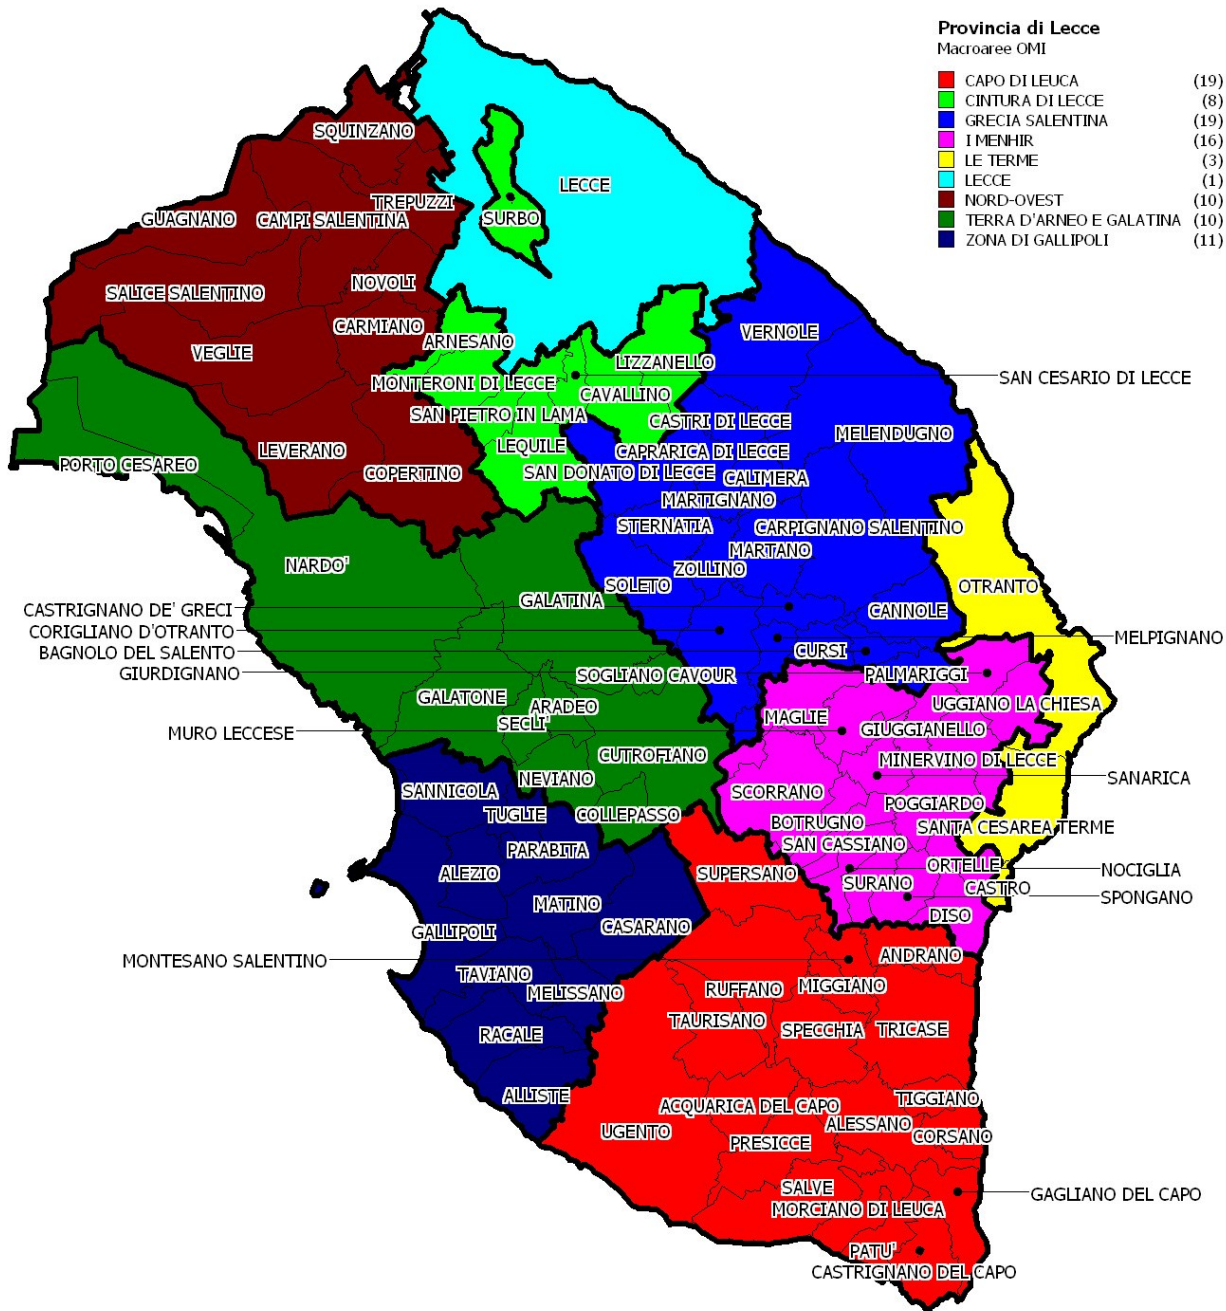 Provincia di Lecce
Macroaree OMI
CAPO DI LEUCA (19)
CINTURA DI LECCE (8)
GRECIA SALENTINA (19)
I MENHIR (16)
LE TERME (3)
LECCE (1)
NORD-OVEST (10)
TERRA D'ARNEO E GALATINA (10)
ZONA DI GALLIPOLI (11)
SQUINZANO
LECCE
TREPUZZI
GUAGNANO
CAMPI SALENTINA
SURBO
NOVOLI
SALICE SALENTINO
CARMIANO
VERNOLE
ARNESANO
VEGLIE
LIZZANELLO
SAN CESARIO DI LECCE
MONTERONI DI LECCE
CAVALLINO
SAN PIETRO IN LAMA
CASTRI DI LECCE
MELENDUGNO
LEQUILE
LEVERANO
CAPRARICA DI LECCE
PORTO CESAREO
COPERTINO
SAN DONATO DI LECCE
CALIMERA
MARTIGNANO
STERNATIA
CARPIGNANO SALENTINO
MARTANO
NARDO'
ZOLLINO
SOLETO
OTRANTO
GALATINA
CASTRIGNANO DE' GRECI
CANNOLE
CORIGLIANO D'OTRANTO
MELPIGNANO
BAGNOLO DEL SALENTO
CURSI
GIURDIGNANO
SOGLIANO CAVOUR
PALMARIGGI
GALATONE
ARADEO
UGGIANO LA CHIESA
SECLI'
MAGLIE
MURO LECCESE
GIUGGIANELLO
CUTROFIANO
MINERVINO DI LECCE
NEVIANO
SANARICA
SANNICOLA
SCORRANO
POGGIARDO
TUGLIE
COLLEPASSO
BOTRUGNO
SANTA CESAREA TERME
SAN CASSIANO
PARABITA
ORTELLE
NOCIGLIA
ALEZIO
SUPERSANO
SURANO
CASTRO
SPONGANO
MATINO
DISO
CASARANO
GALLIPOLI
MONTESANO SALENTINO
ANDRANO
TAVIANO
MIGGIANO
RUFFANO
MELISSANO
TAURISANO
SPECCHIA
TRICASE
RACALE
ALLISTE
TIGGIANO
ACQUARICA DEL CAPO
ALESSANO
UGENTO
CORSANO
PRESICCE
SALVE
GAGLIANO DEL CAPO
MORCIANO DI LEUCA
PATU'
CASTRIGNANO DEL CAPO